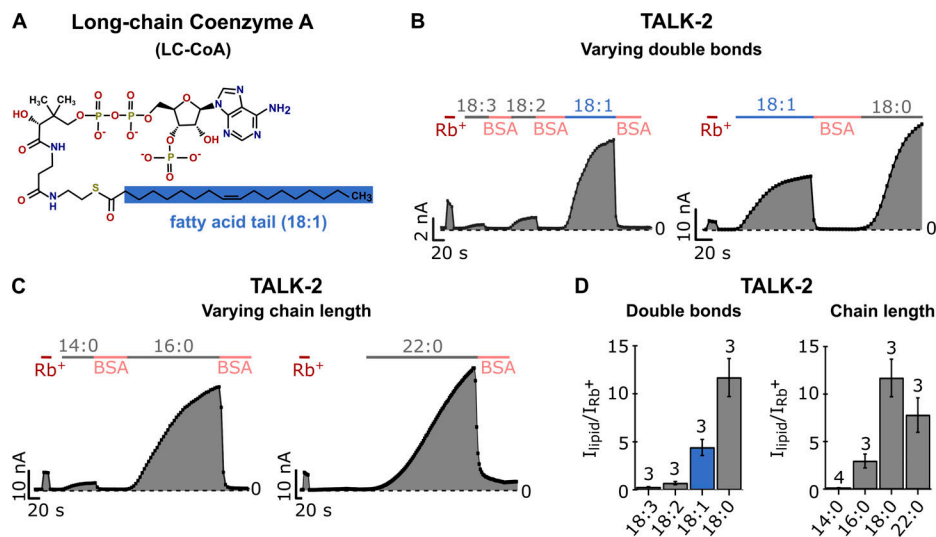 A
Long-chain Coenzyme A
(LC-CoA)
O O
NH2
N N
N N
H3C CH3
HO
O P O P O
O- O-
O
O
O OH
-O P O-
O
O
NH
O N
H
S
O
CH3
fatty acid tail (18:1)
B
TALK-2
Varying double bonds
18:3 18:2 18:1
Rb+ BSA BSA BSA
2 nA
20 s
0
18:1 18:0
Rb+ BSA
10 nA
20 s
0
C
TALK-2
Varying chain length
14:0 16:0
Rb+ BSA BSA
10 nA
20 s
0
22:0
Rb+ BSA
10 nA
20 s
0
D
TALK-2
Double bonds
Ilipid/IRb+
15
10
5
0
3 3 3 3
18:3 18:2 18:1 18:0
Chain length
Ilipid/IRb+
15
10
5
0
4 3 3 3
14:0 16:0 18:0 22:0